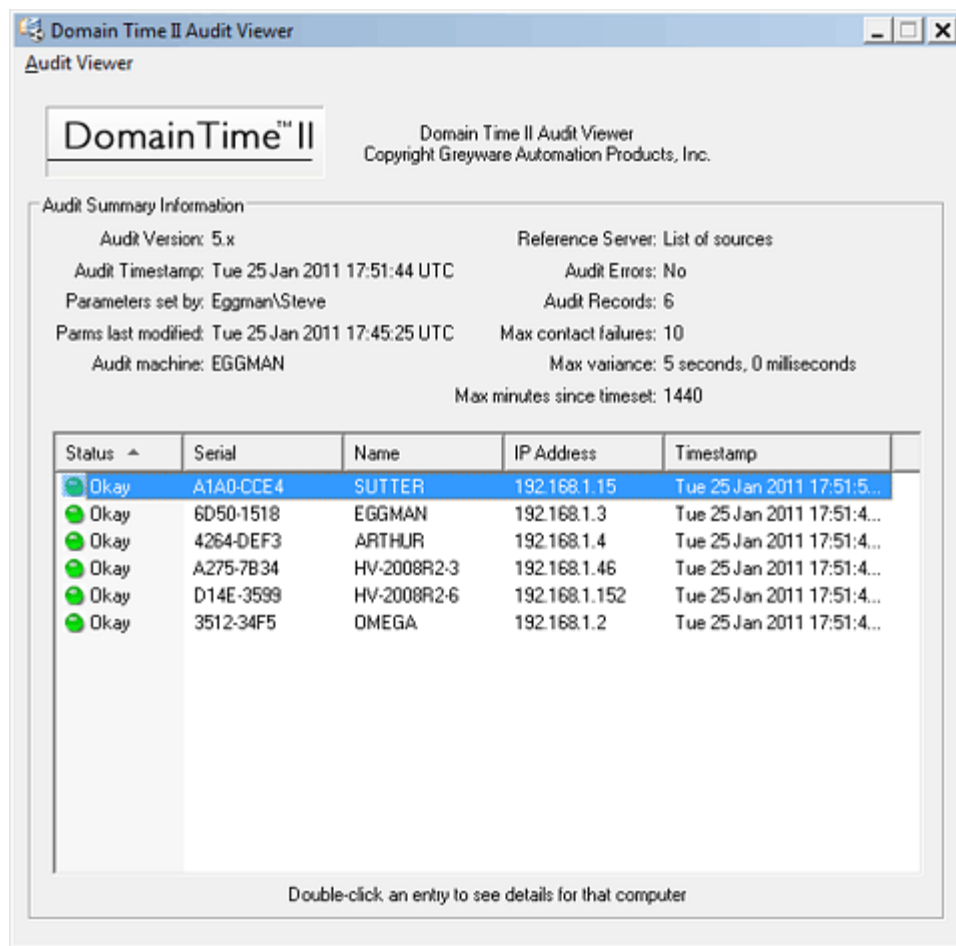 Domain Time II Audit Viewer
Audit Viewer
DomainTime™ II
Domain Time II Audit Viewer
Copyright Greyware Automation Products, Inc.
Audit Summary Information
Audit Version: 5.x
Reference Server: List of sources
Audit Timestamp: Tue 25 Jan 2011 17:51:44 UTC
Audit Errors: No
Parameters set by: Eggman\Steve
Audit Records: 6
Parms last modified: Tue 25 Jan 2011 17:45:25 UTC
Max contact failures: 10
Audit machine: EGGMAN
Max variance: 5 seconds, 0 milliseconds
Max minutes since timeset: 1440
Status Serial Name IP Address Timestamp
Okay A1A0-CCE4 SUTTER 192.168.1.15 Tue 25 Jan 2011 17:51:5...
Okay 6D50-1518 EGGMAN 192.168.1.3 Tue 25 Jan 2011 17:51:4...
Okay 4264-DEF3 ARTHUR 192.168.1.4 Tue 25 Jan 2011 17:51:4...
Okay A275-7B34 HV-2008R2-3 192.168.1.46 Tue 25 Jan 2011 17:51:4...
Okay D14E-3599 HV-2008R2-6 192.168.1.152 Tue 25 Jan 2011 17:51:4...
Okay 3512-34F5 OMEGA 192.168.1.2 Tue 25 Jan 2011 17:51:4...
Double-click an entry to see details for that computer